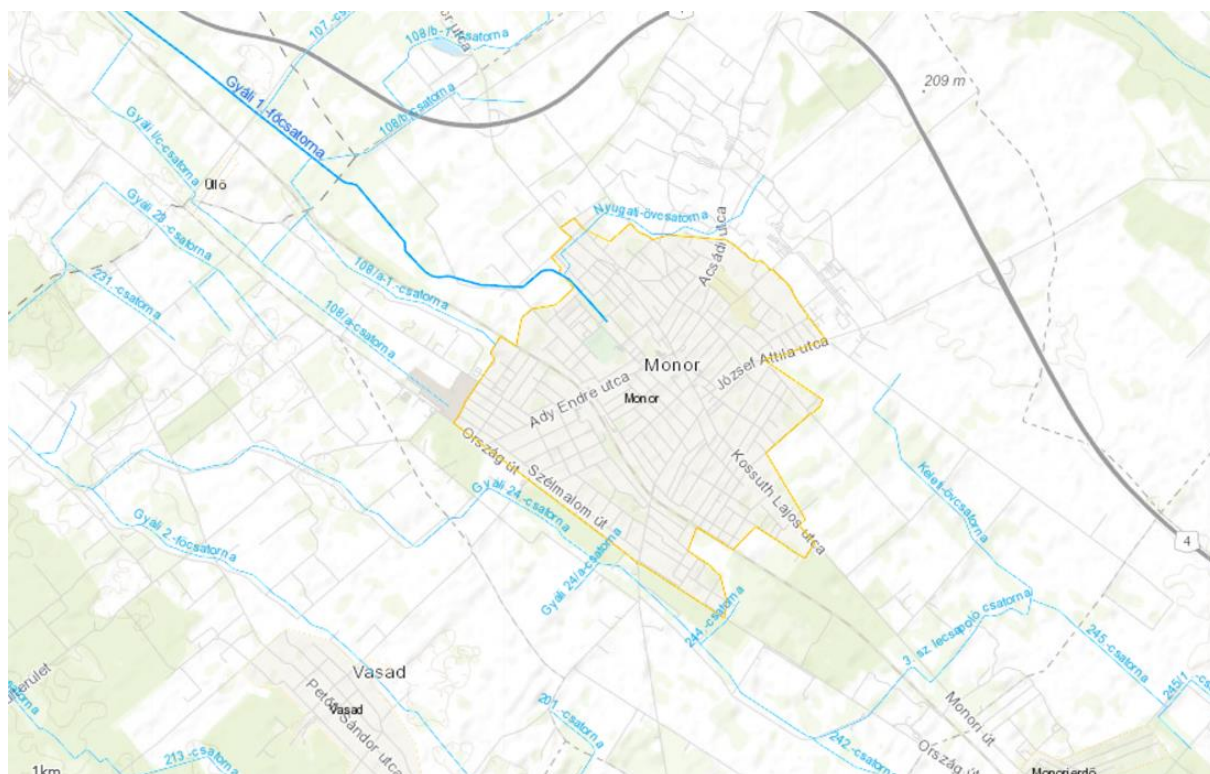 107.-cs
108/b-1.-csatorna
er utca
209 m
Gyáli 1.-főcsatorna
108/b-csatorna
Gyáli I/c-csatorna
Üllő
Nyugati-övcsatorna
Acsádi utca
Gyáli 28.-csatorna
108/a-1.-csatorna
231.-csatorna
108/a-csatorna
Monor
József Attila utca
Ady Endre utca
Monor
Ország út
Szélmalom út
Kossuth Lajos utca
Keleti-övcsatorna
Gyáli 24.-csatorna
Gyáli 2.-főcsatorna
4
Gyáli 24/a-csatorna
244.-csatorna
3. sz lecsapoló csatorna
245.-csatorna
245/1.-cs
Vasad
Petőfi Sándor utca
Vasad
201.-csatorna
Monori út
242.-csatorna
Ország út
213.-csatorna
1km
Monorierdő